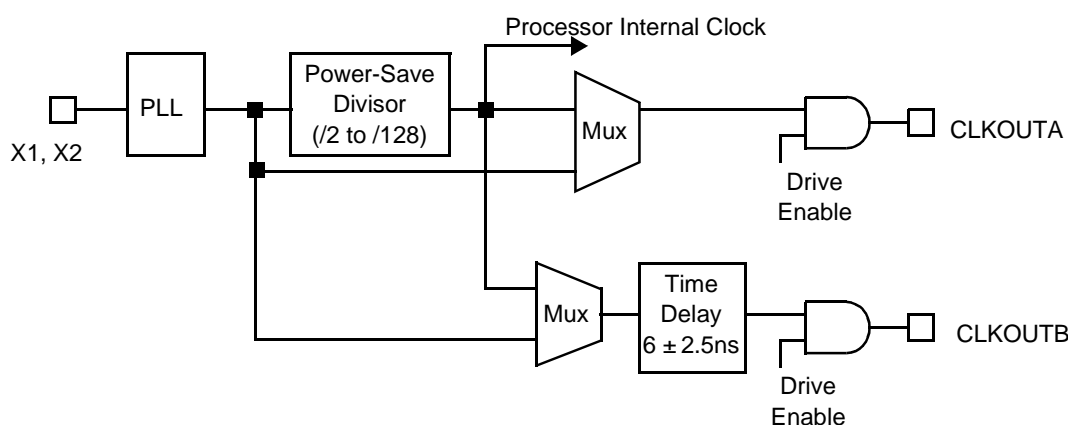 Processor Internal Clock
PLL
Power-Save
Divisor
(/2 to /128)
Mux
X1, X2
CLKOUTA
Drive
Enable
Mux
Time
Delay
6 ± 2.5ns
CLKOUTB
Drive
Enable